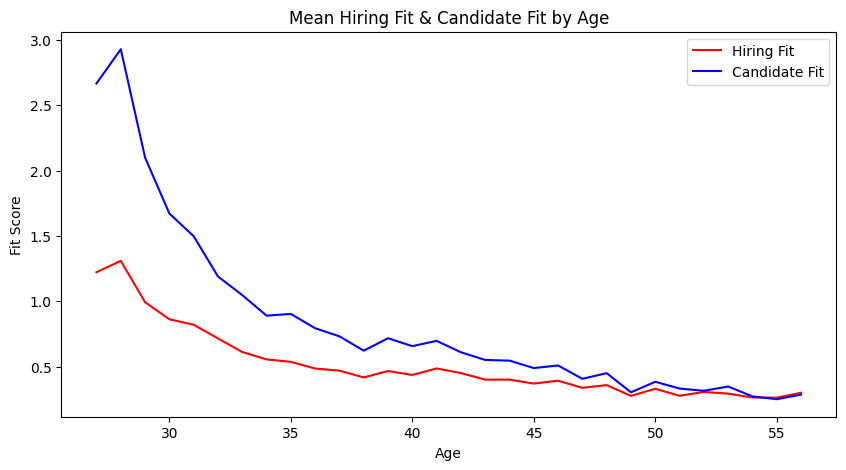 Mean Hiring Fit & Candidate Fit by Age
Hiring Fit
Candidate Fit
Fit Score
3.0
2.5
2.0
1.5
1.0
0.5
30 35 40 45 50 55
Age